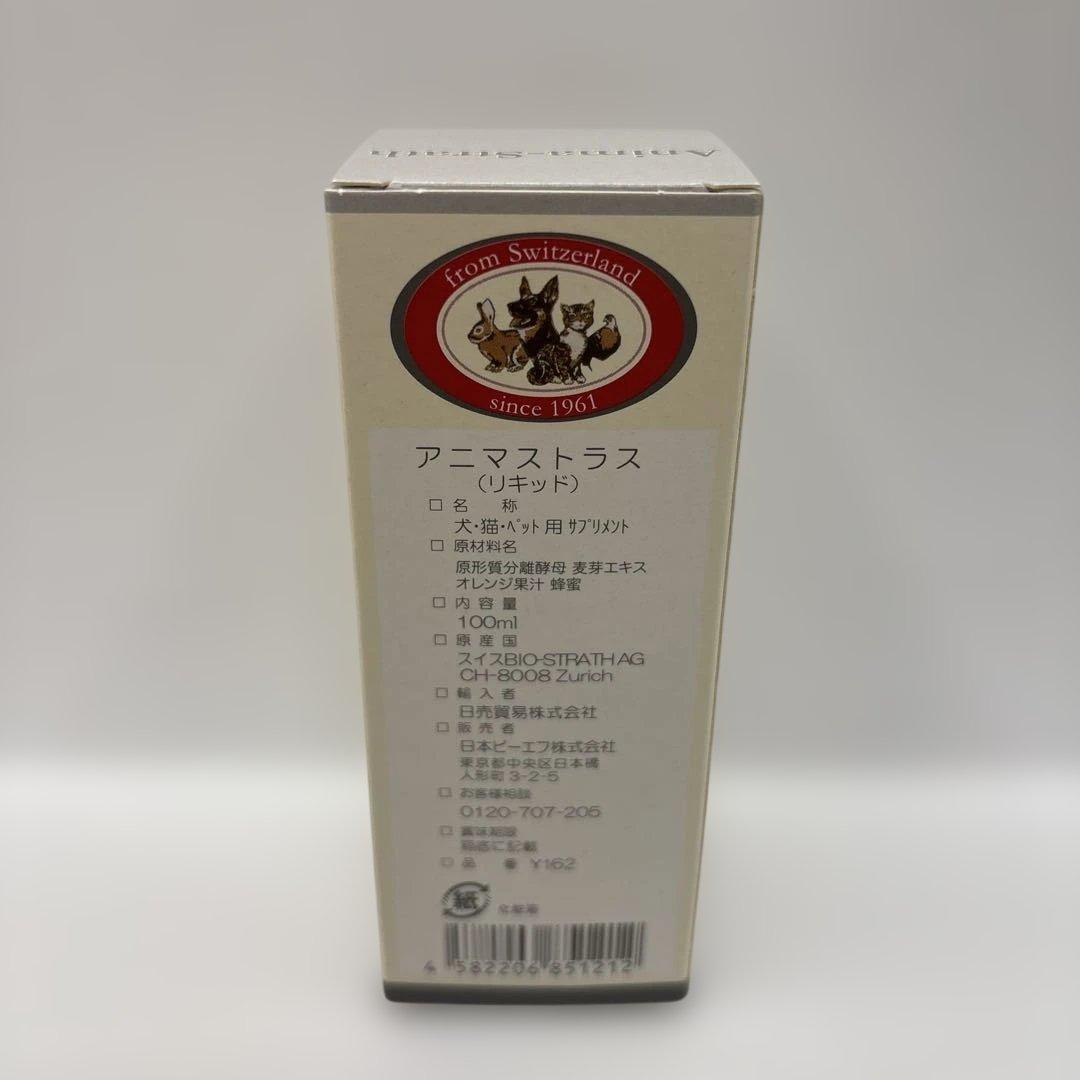 Anima-Strath
from Switzerland
since 1961
アニマストラス
(リキッド)
□ 名 称
犬・猫・ペット用 サプリメント
□ 原材料名
原形質分離酵母 麦芽エキス
オレンジ果汁 蜂蜜
□ 内容量
100ml
□ 原産国
スイスBIO-STRATH AG
CH-8008 Zurich
□ 輸入者
日売貿易株式会社
□ 販売者
日本ピーエフ株式会社
東京都中央区日本橋
人形町 3-2-5
□ お客様相談
0120-707-205
□ 賞味期限
箱底に記載
□ 品 番 Y162
紙
4 582206 851212